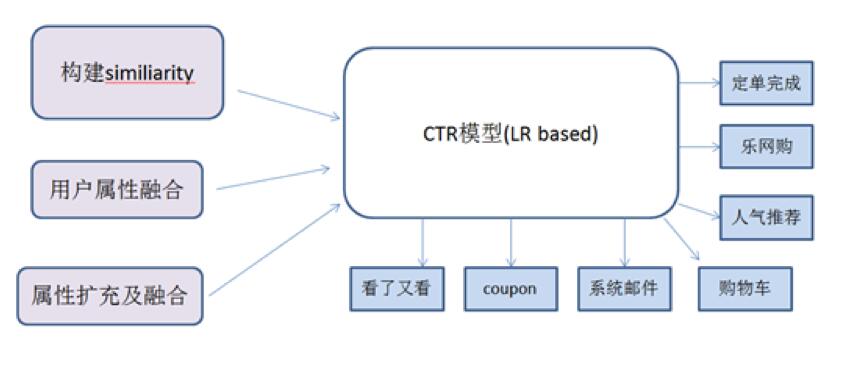 构建similiarity
用户属性融合
属性扩充及融合
CTR模型(LR based)
定单完成
乐网购
人气推荐
看了又看
coupon
系统邮件
购物车